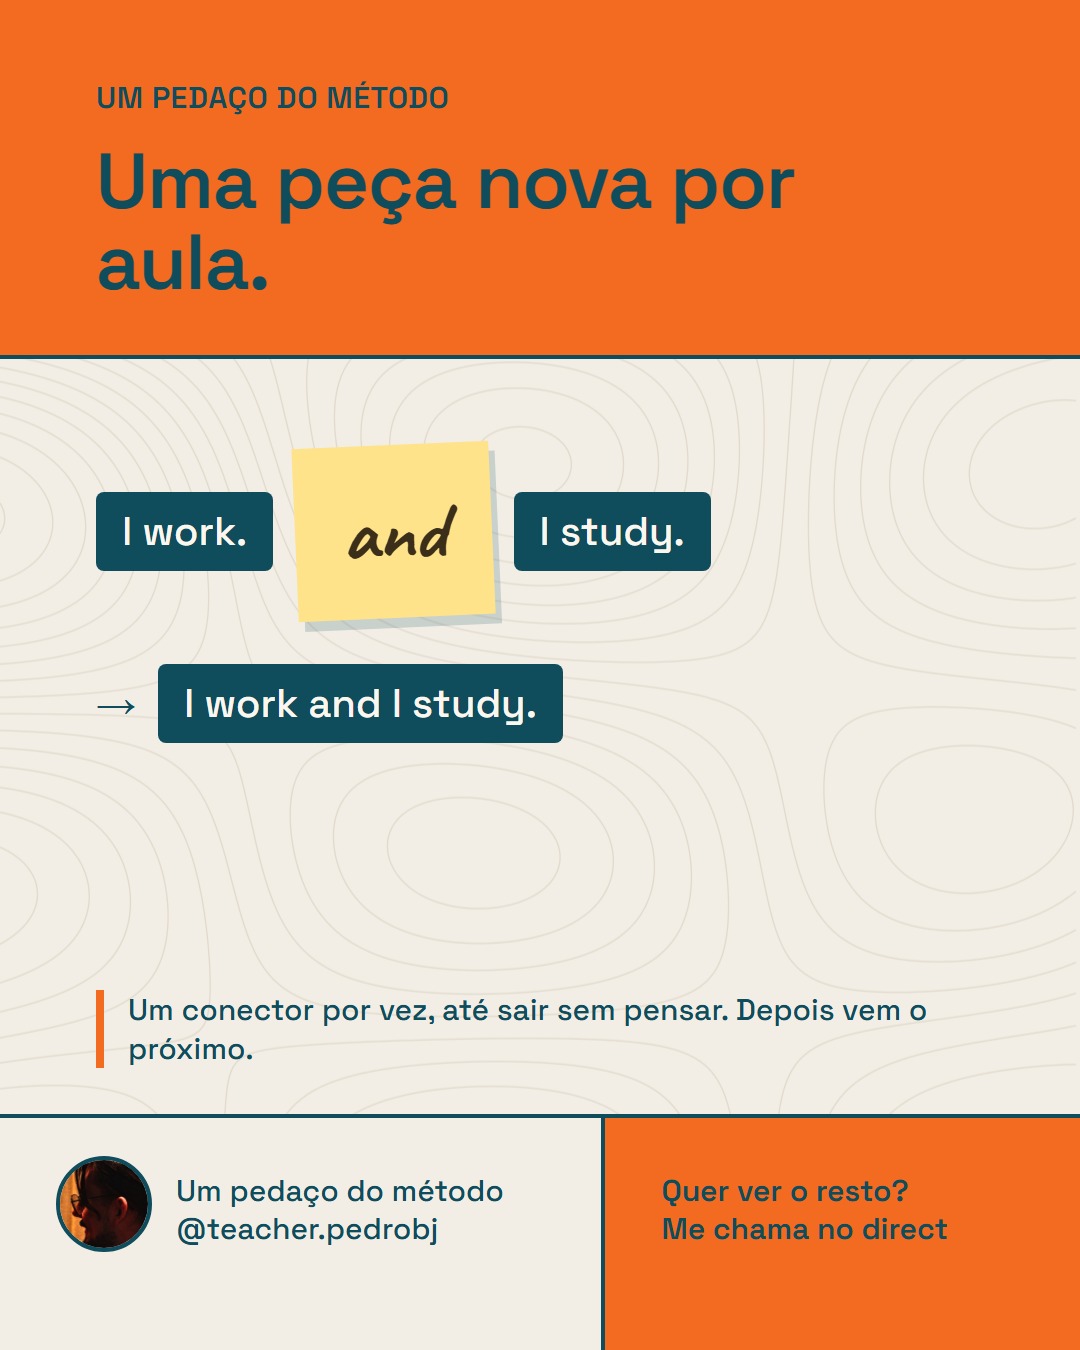 UM PEDAÇO DO MÉTODO
Uma peça nova por
aula.
I work. and I study.
→ I work and I study.
Um conector por vez, até sair sem pensar. Depois vem o
próximo.
Um pedaço do método
@teacher.pedrobj
Quer ver o resto?
Me chama no direct